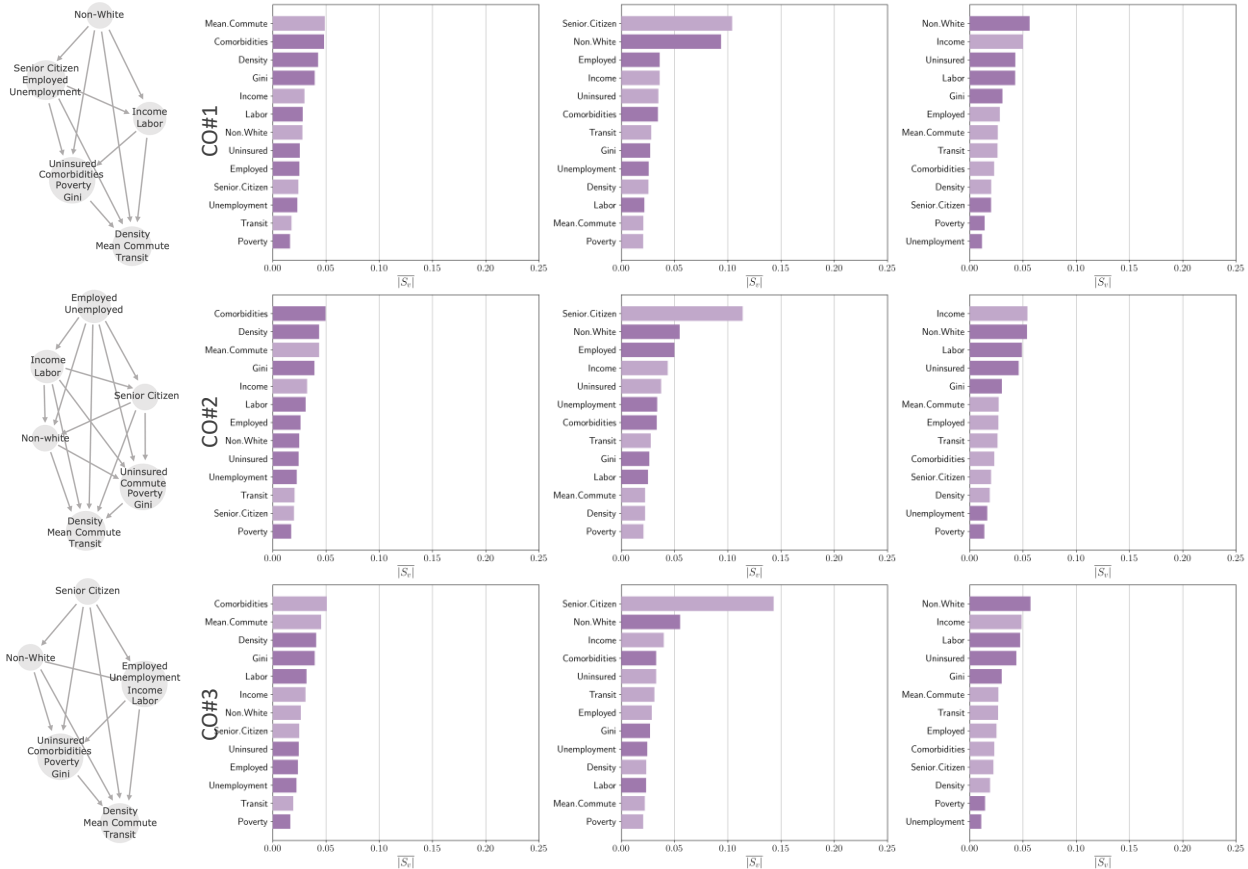 Non-White
Senior Citizen
Employed
Unemployment
Income
Labor
Uninsured
Comorbidities
Poverty
Gini
Density
Mean Commute
Transit
CO#1
Mean.Commute
Comorbidities
Density
Gini
Income
Labor
Non.White
Uninsured
Employed
Senior.Citizen
Unemployment
Transit
Poverty
0.00 0.05 0.10 0.15 0.20 0.25
|S_v|
Senior.Citizen
Non.White
Employed
Income
Uninsured
Comorbidities
Transit
Gini
Unemployment
Density
Labor
Mean.Commute
Poverty
0.00 0.05 0.10 0.15 0.20 0.25
|S_v|
Non.White
Income
Uninsured
Labor
Gini
Employed
Mean.Commute
Transit
Comorbidities
Density
Senior.Citizen
Poverty
Unemployment
0.00 0.05 0.10 0.15 0.20 0.25
|S_v|
Employed
Unemployed
Income
Labor
Senior Citizen
Non-white
Uninsured
Commute
Poverty
Gini
Density
Mean Commute
Transit
CO#2
Comorbidities
Density
Mean.Commute
Gini
Income
Labor
Employed
Non.White
Uninsured
Unemployment
Transit
Senior.Citizen
Poverty
0.00 0.05 0.10 0.15 0.20 0.25
|S_v|
Senior.Citizen
Non.White
Employed
Income
Uninsured
Unemployment
Comorbidities
Transit
Gini
Labor
Mean.Commute
Density
Poverty
0.00 0.05 0.10 0.15 0.20 0.25
|S_v|
Income
Non.White
Labor
Uninsured
Gini
Mean.Commute
Employed
Transit
Comorbidities
Senior.Citizen
Density
Unemployment
Poverty
0.00 0.05 0.10 0.15 0.20 0.25
|S_v|
Senior Citizen
Non-White
Employed
Unemployment
Income
Labor
Uninsured
Comorbidities
Poverty
Gini
Density
Mean Commute
Transit
CO#3
Comorbidities
Mean.Commute
Density
Gini
Labor
Income
Non.White
Senior.Citizen
Uninsured
Employed
Unemployment
Transit
Poverty
0.00 0.05 0.10 0.15 0.20 0.25
|S_v|
Senior.Citizen
Non.White
Income
Comorbidities
Uninsured
Transit
Employed
Gini
Unemployment
Density
Labor
Mean.Commute
Poverty
0.00 0.05 0.10 0.15 0.20 0.25
|S_v|
Non.White
Income
Labor
Uninsured
Gini
Mean.Commute
Transit
Employed
Comorbidities
Senior.Citizen
Density
Poverty
Unemployment
0.00 0.05 0.10 0.15 0.20 0.25
|S_v|